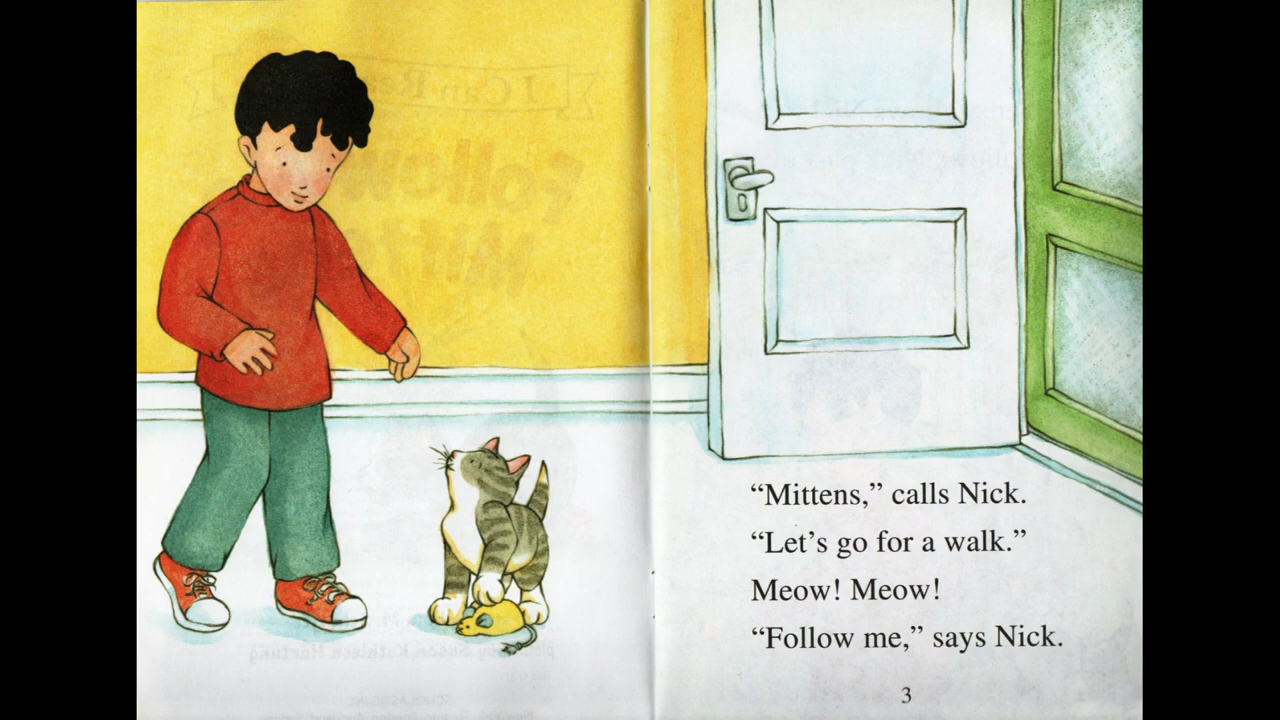 “Mittens,” calls Nick.
“Let’s go for a walk.”
Meow! Meow!
“Follow me,” says Nick.
3